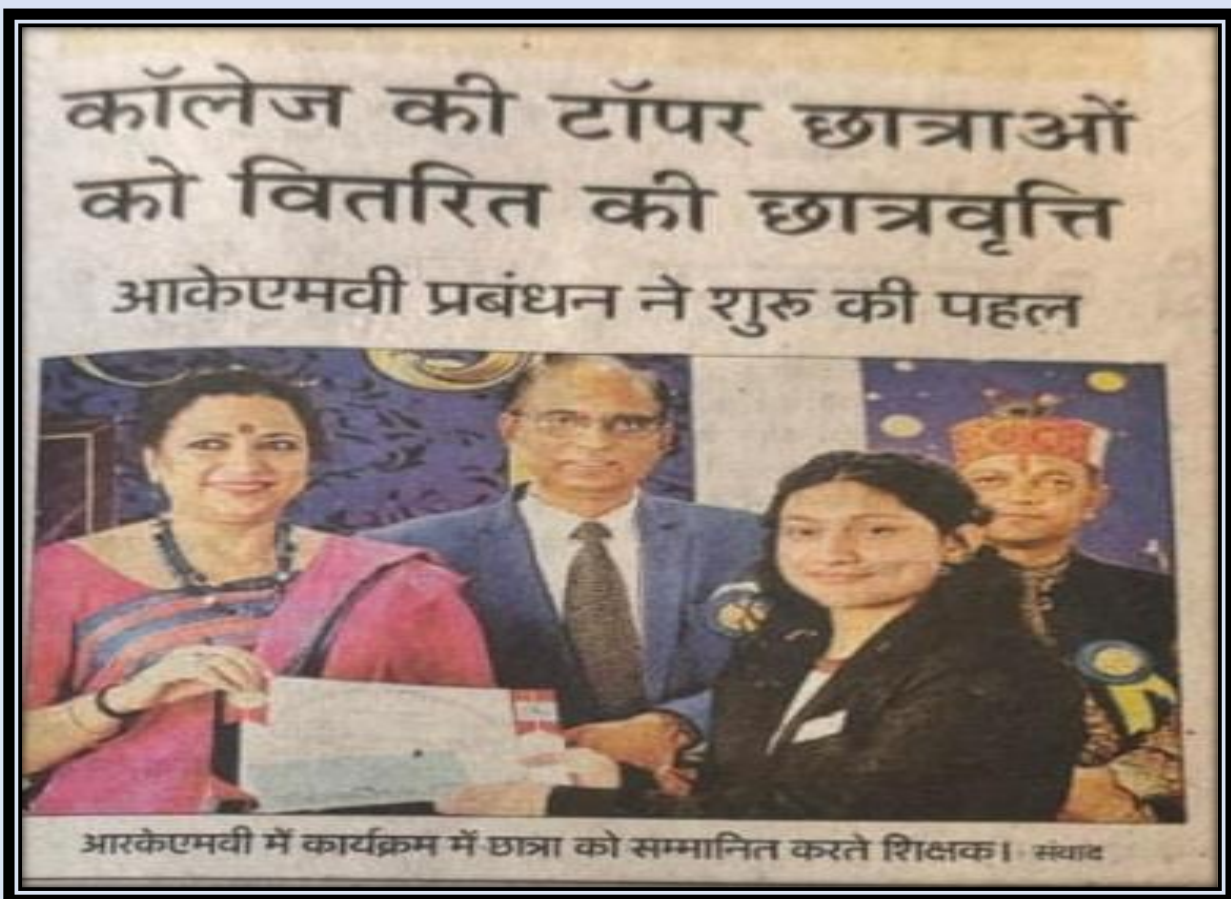 कॉलेज की टॉपर छात्राओं
को वितरित की छात्रवृत्ति
आकेएमवी प्रबंधन ने शुरू की पहल
आरकेएमवी में कार्यक्रम में छात्रा को सम्मानित करते शिक्षक। संवाद